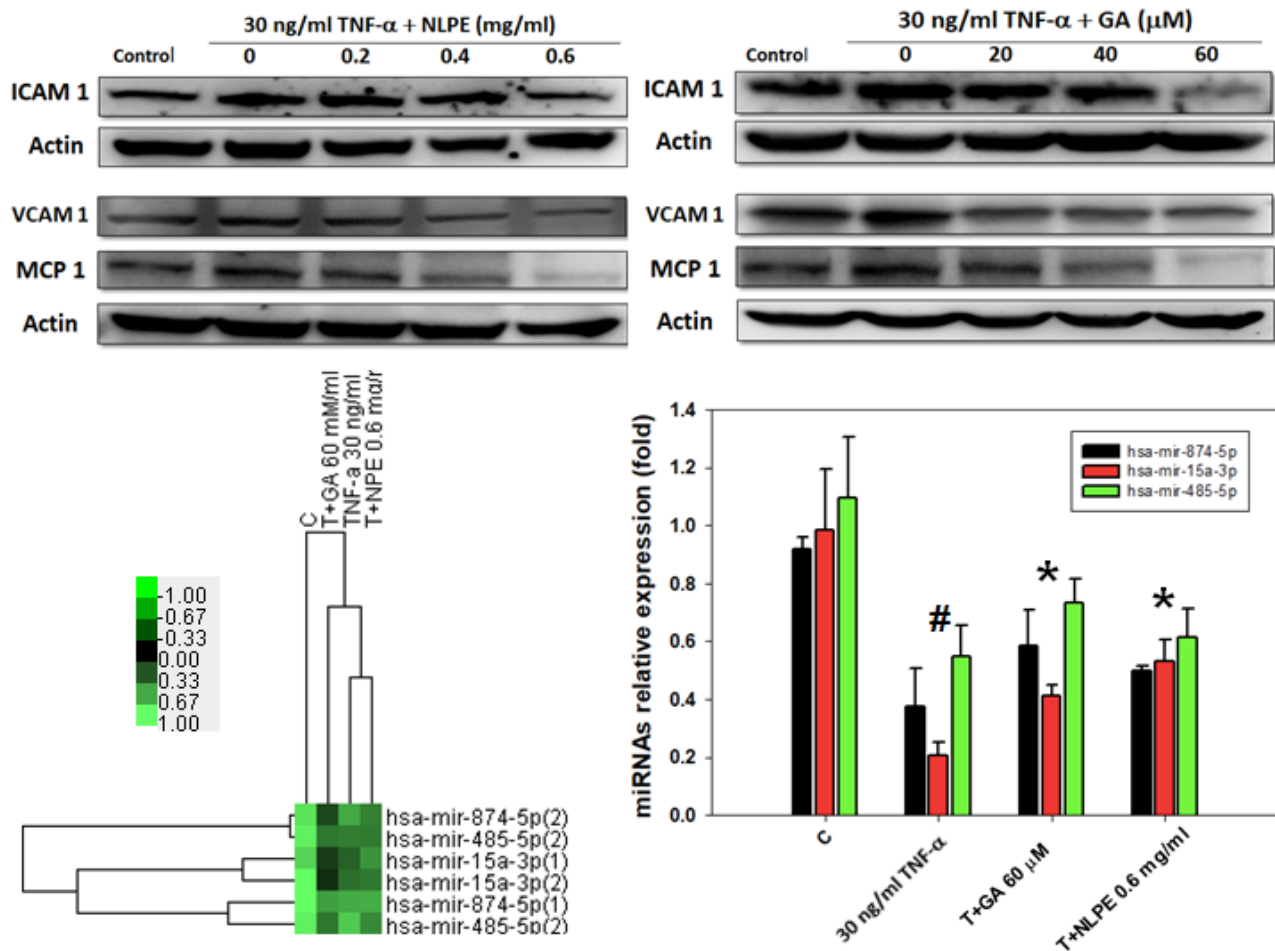 30 ng/ml TNF-α + NLPE (mg/ml)
Control 0 0.2 0.4 0.6
ICAM 1
Actin
VCAM 1
MCP 1
Actin
30 ng/ml TNF-α + GA (μM)
Control 0 20 40 60
ICAM 1
Actin
VCAM 1
MCP 1
Actin
C
T+GA 60 mM/ml
TNF-a 30 ng/ml
T+NPE 0.6 mα/r
-1.00
-0.67
-0.33
0.00
0.33
0.67
1.00
hsa-mir-874-5p(2)
hsa-mir-485-5p(2)
hsa-mir-15a-3p(1)
hsa-mir-15a-3p(2)
hsa-mir-874-5p(1)
hsa-mir-485-5p(2)
miRNAs relative expression (fold)
1.4
1.2
1.0
0.8
0.6
0.4
0.2
0.0
hsa-mir-874-5p
hsa-mir-15a-3p
hsa-mir-485-5p
#
*
*
C
30 ng/ml TNF-α
T+GA 60 μM
T+NLPE 0.6 mg/ml